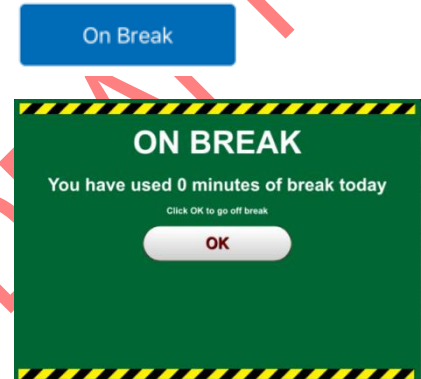 On Break
ON BREAK
You have used 0 minutes of break today
Click OK to go off break
OK